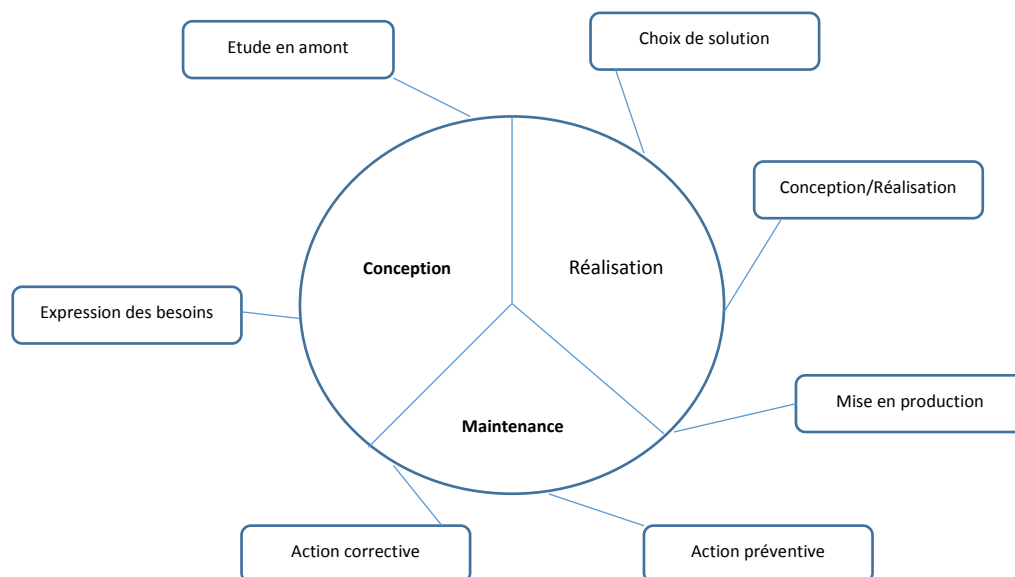 Etude en amont
Choix de solution
Conception/Réalisation
Conception
Réalisation
Expression des besoins
Mise en production
Maintenance
Action corrective
Action préventive